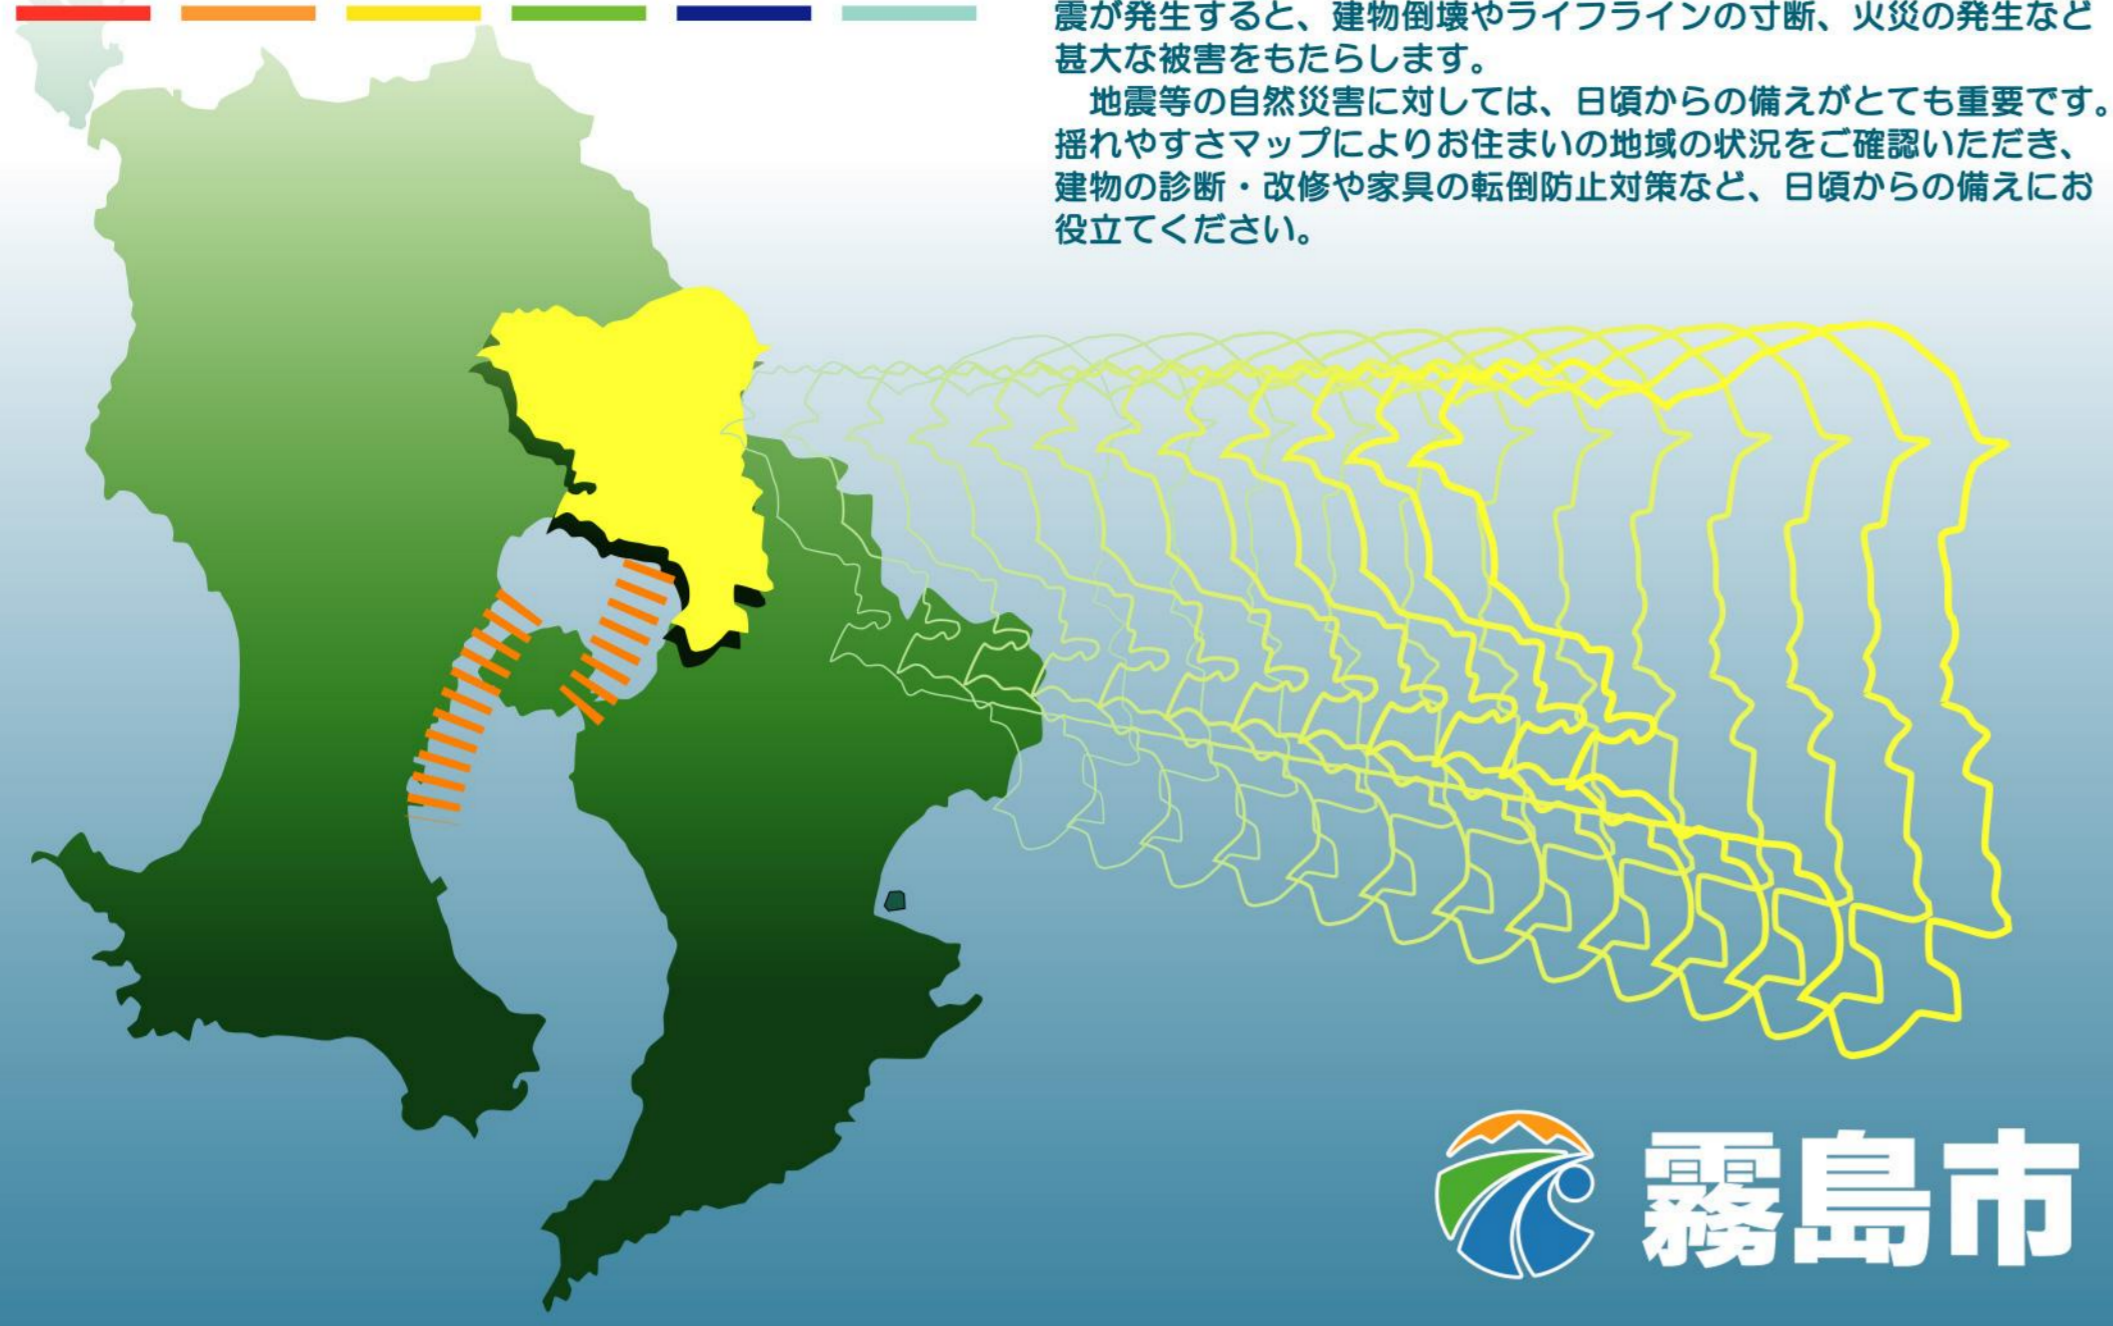 震が発生すると、建物倒壊やライフラインの寸断、火災の発生など
甚大な被害をもたらします。
　地震等の自然災害に対しては、日頃からの備えがとても重要です。
揺れやすさマップによりお住まいの地域の状況をご確認いただき、
建物の診断・改修や家具の転倒防止対策など、日頃からの備えにお
役立てください。
霧島市